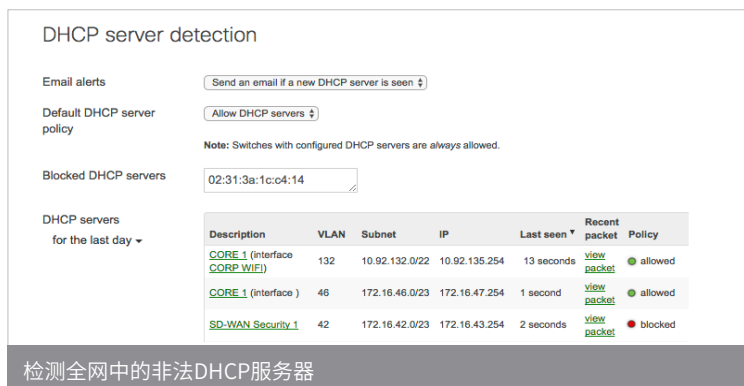 DHCP server detection
Email alerts
Send an email if a new DHCP server is seen
Default DHCP server
policy
Allow DHCP servers
Note: Switches with configured DHCP servers are always allowed.
Blocked DHCP servers
02:31:3a:1c:c4:14
DHCP servers
for the last day
Description VLAN Subnet IP Last seen Recent packet Policy
CORE 1 (interface CORP WIFI) 132 10.92.132.0/22 10.92.135.254 13 seconds view packet allowed
CORE 1 (interface ) 46 172.16.46.0/23 172.16.47.254 1 second view packet allowed
SD-WAN Security 1 42 172.16.42.0/23 172.16.43.254 2 seconds view packet blocked
检测全网中的非法DHCP服务器